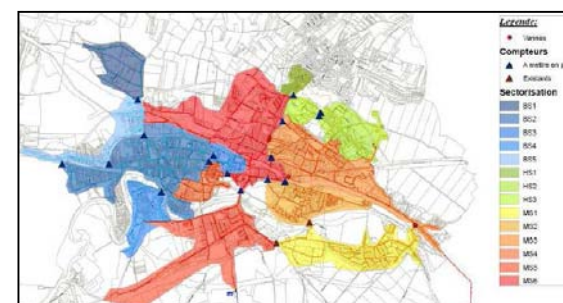 Legende:
Vannes
Compteurs
A mettre en p
Existants
Sectorisation
BS1
BS2
BS3
BS4
BS5
HS1
HS2
HS3
MS1
MS2
MS3
MS4
MS5
MS6